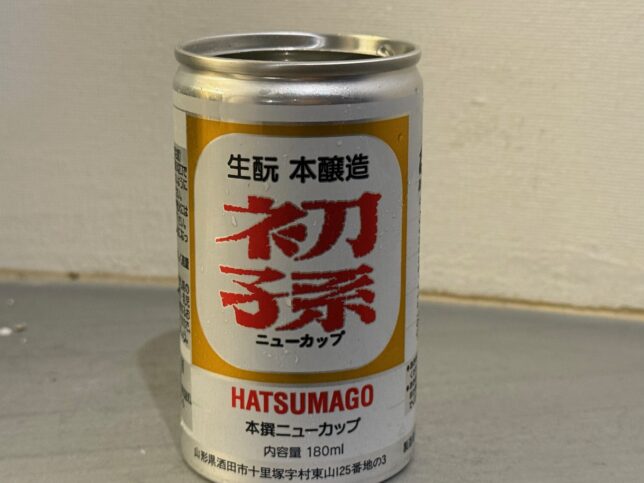 生酛 本醸造
初孫
ニューカップ
HATSUMAGO
本撰ニューカップ
内容量 180ml
山形県酒田市十里塚字村東山125番地の3